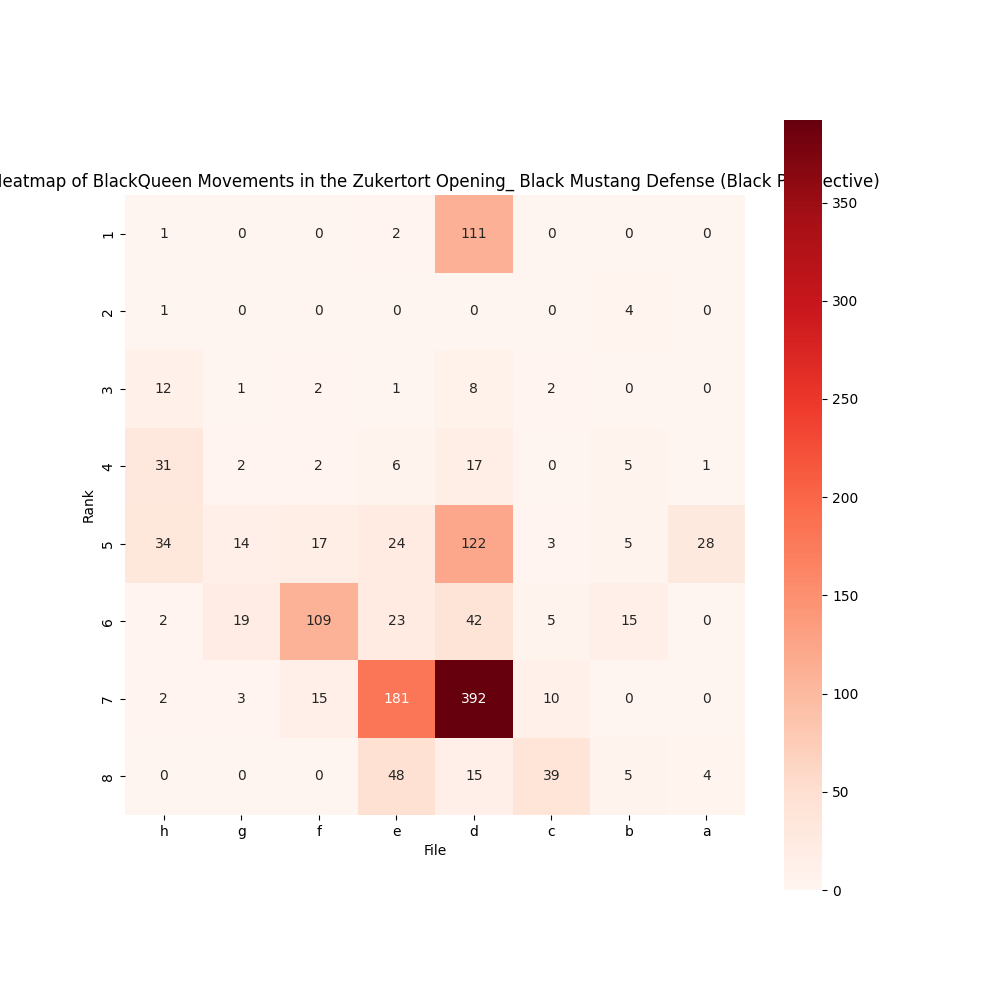 eatmap of BlackQueen Movements in the Zukertort Opening_ Black Mustang Defense (Black P ective)
1 1 0 0 2 111 0 0 0
2 1 0 0 0 0 0 4 0
3 12 1 2 1 8 2 0 0
4 31 2 2 6 17 0 5 1
5 34 14 17 24 122 3 5 28
6 2 19 109 23 42 5 15 0
7 2 3 15 181 392 10 0 0
8 0 0 0 48 15 39 5 4
h g f e d c b a
File
Rank
350
300
250
200
150
100
50
0